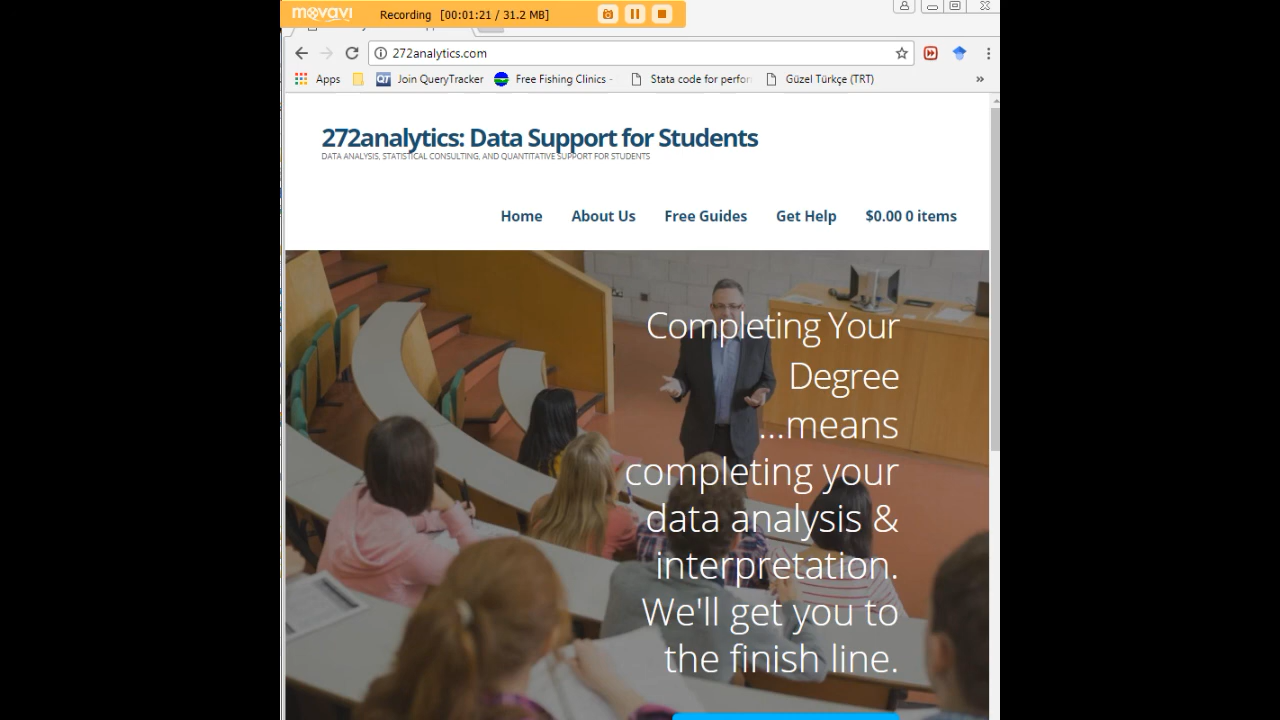 movavi Recording [00:01:21 / 31.2 MB]
272analytics.com
Apps Join QueryTracker Free Fishing Clinics - Stata code for perfor Güzel Türkçe (TRT) »
272analytics: Data Support for Students
DATA ANALYSIS, STATISTICAL CONSULTING, AND QUANTITATIVE SUPPORT FOR STUDENTS
Home About Us Free Guides Get Help $0.00 0 items
Completing Your
Degree
...means
completing your
data analysis &
interpretation.
We'll get you to
the finish line.